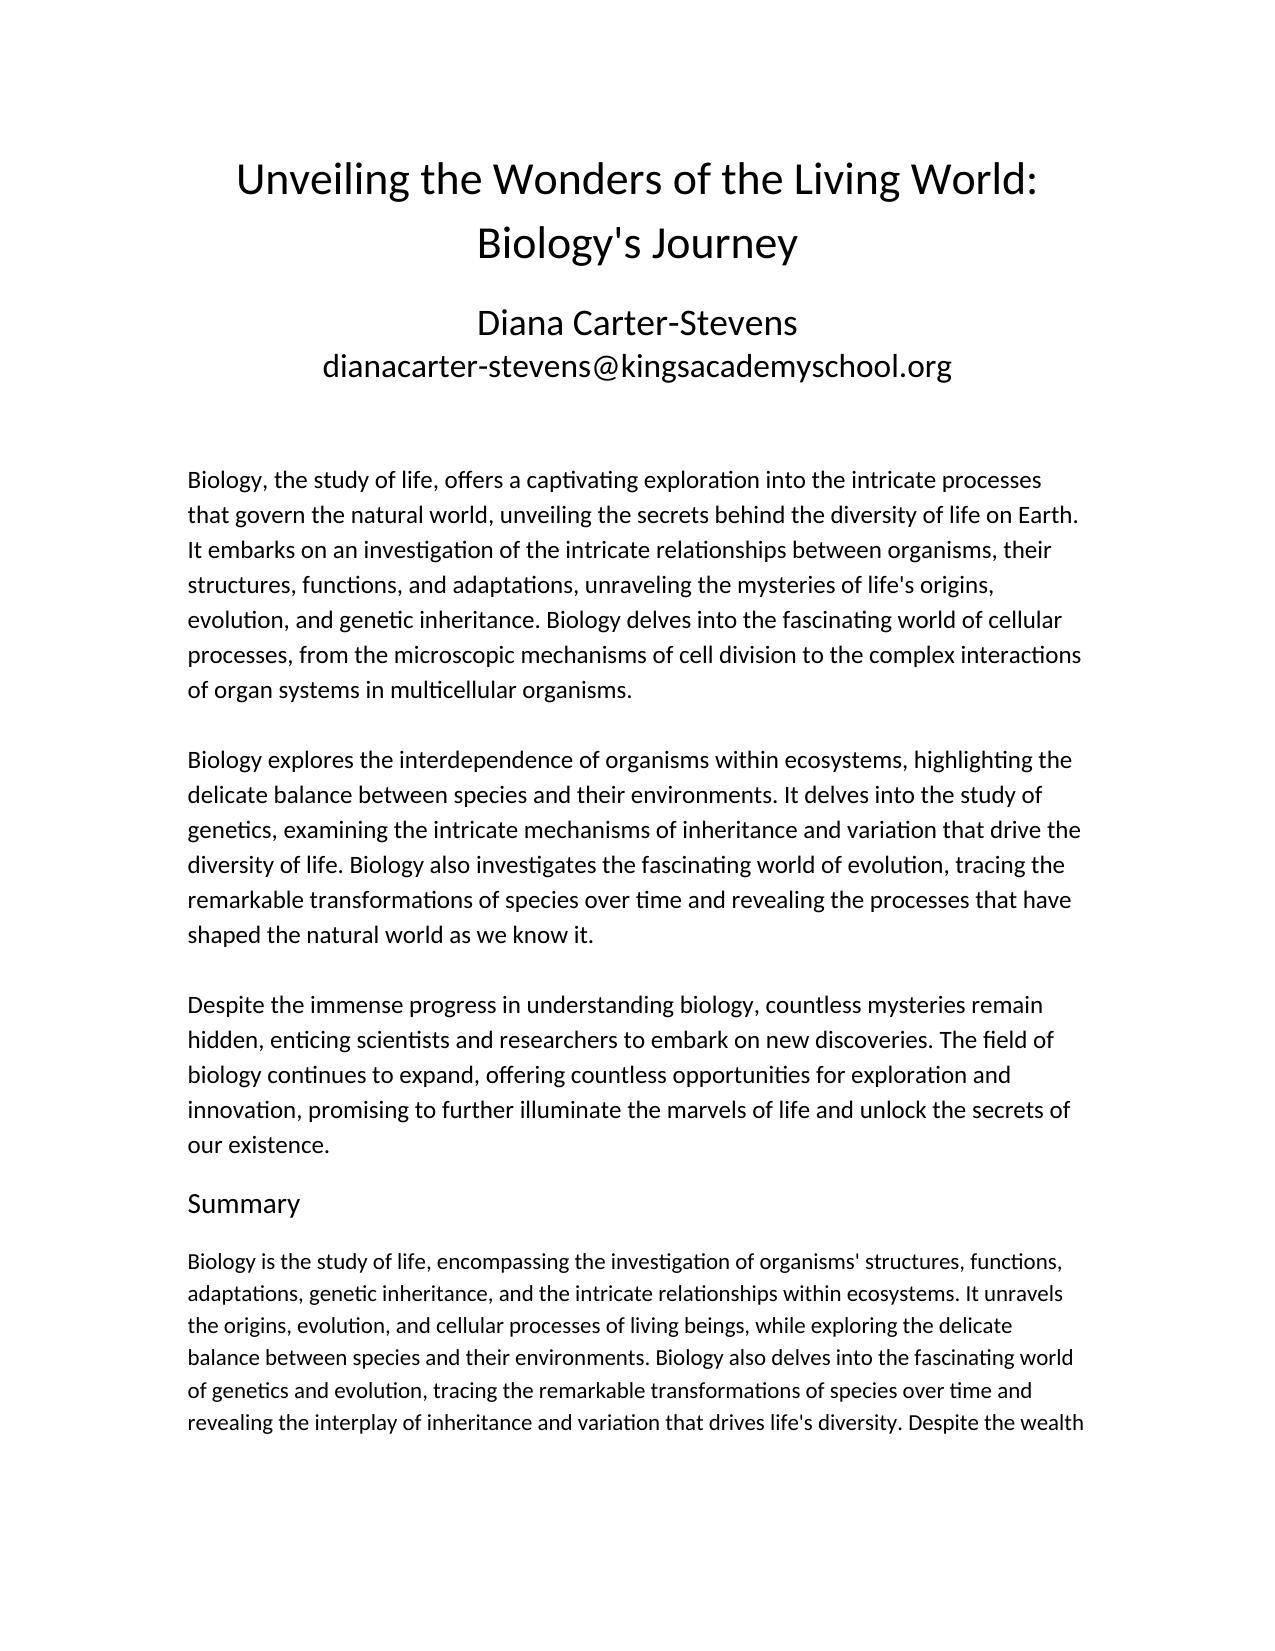 Unveiling the Wonders of the Living World:
Biology's Journey
Diana Carter-Stevens
dianacarter-stevens@kingsacademyschool.org
Biology, the study of life, offers a captivating exploration into the intricate processes
that govern the natural world, unveiling the secrets behind the diversity of life on Earth.
It embarks on an investigation of the intricate relationships between organisms, their
structures, functions, and adaptations, unraveling the mysteries of life's origins,
evolution, and genetic inheritance. Biology delves into the fascinating world of cellular
processes, from the microscopic mechanisms of cell division to the complex interactions
of organ systems in multicellular organisms.
Biology explores the interdependence of organisms within ecosystems, highlighting the
delicate balance between species and their environments. It delves into the study of
genetics, examining the intricate mechanisms of inheritance and variation that drive the
diversity of life. Biology also investigates the fascinating world of evolution, tracing the
remarkable transformations of species over time and revealing the processes that have
shaped the natural world as we know it.
Despite the immense progress in understanding biology, countless mysteries remain
hidden, enticing scientists and researchers to embark on new discoveries. The field of
biology continues to expand, offering countless opportunities for exploration and
innovation, promising to further illuminate the marvels of life and unlock the secrets of
our existence.
Summary
Biology is the study of life, encompassing the investigation of organisms' structures, functions,
adaptations, genetic inheritance, and the intricate relationships within ecosystems. It unravels
the origins, evolution, and cellular processes of living beings, while exploring the delicate
balance between species and their environments. Biology also delves into the fascinating world
of genetics and evolution, tracing the remarkable transformations of species over time and
revealing the interplay of inheritance and variation that drives life's diversity. Despite the wealth